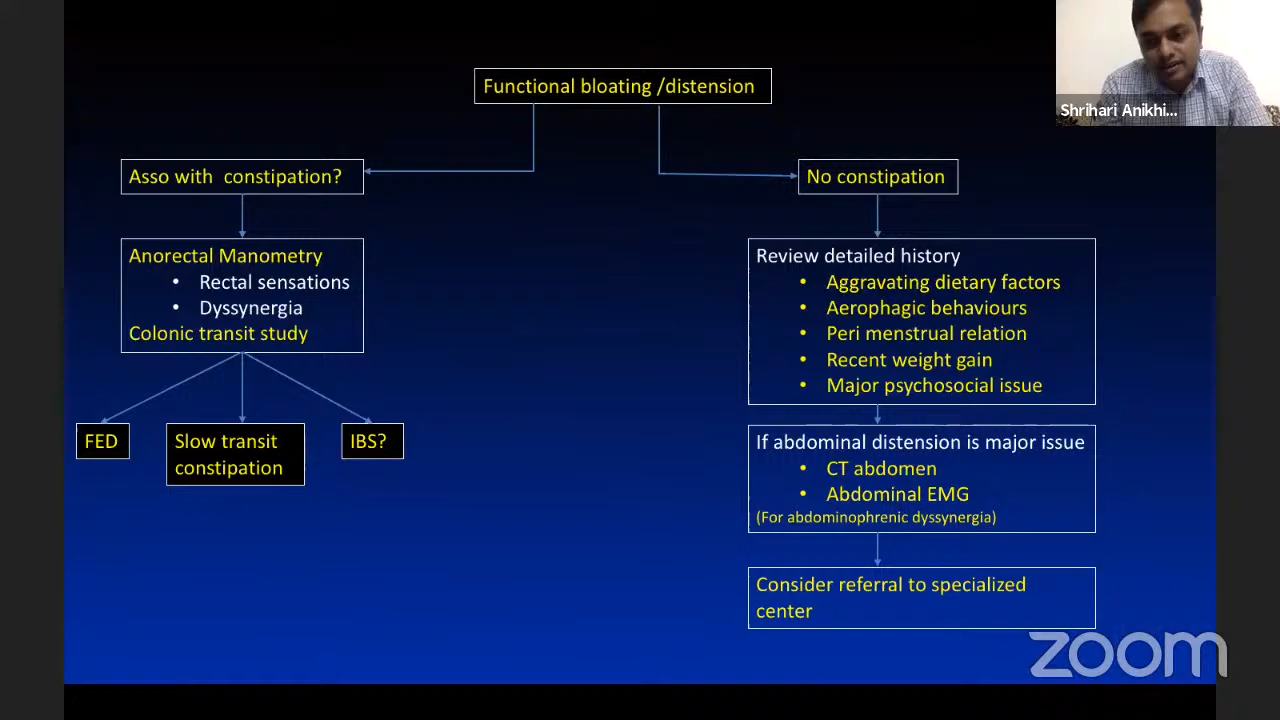 Functional bloating /distension
Shrihari Anikhi...
Asso with constipation?
No constipation
Anorectal Manometry
• Rectal sensations
• Dyssynergia
Colonic transit study
FED
Slow transit
constipation
IBS?
Review detailed history
• Aggravating dietary factors
• Aerophagic behaviours
• Peri menstrual relation
• Recent weight gain
• Major psychosocial issue
If abdominal distension is major issue
• CT abdomen
• Abdominal EMG
(For abdominophrenic dyssynergia)
Consider referral to specialized
center
zoom